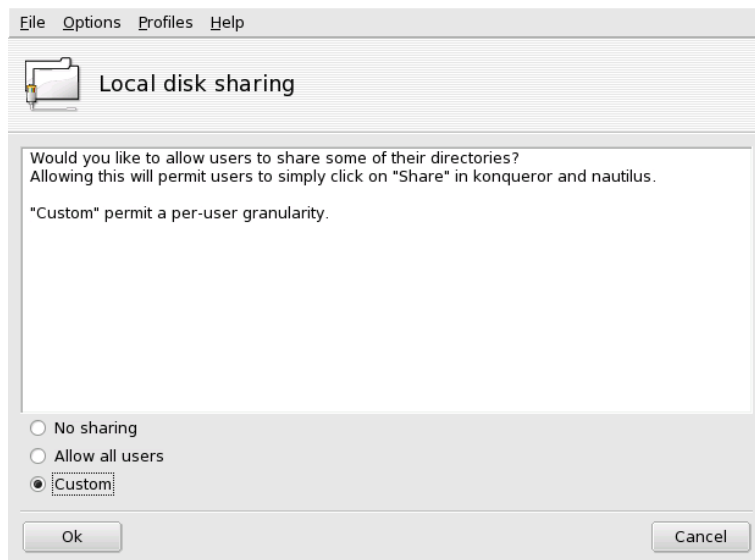 File Options Profiles Help
Local disk sharing
Would you like to allow users to share some of their directories?
Allowing this will permit users to simply click on "Share" in konqueror and nautilus.
"Custom" permit a per-user granularity.
No sharing
Allow all users
Custom
Ok Cancel